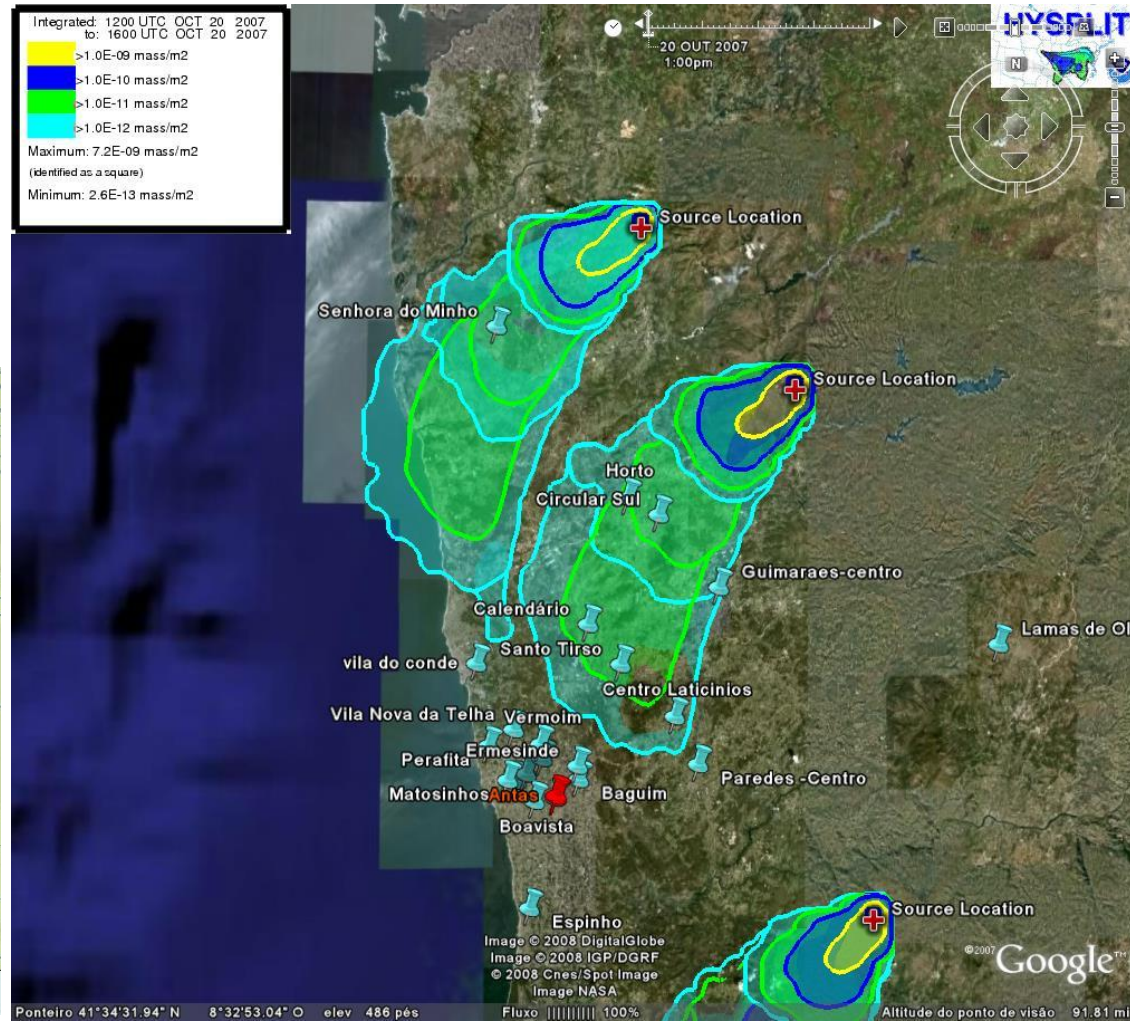 Integrated: 1200 UTC OCT 20 2007
to: 1600 UTC OCT 20 2007
>1.0E-09 mass/m2
>1.0E-10 mass/m2
>1.0E-11 mass/m2
>1.0E-12 mass/m2
Maximum: 7.2E-09 mass/m2
(identified as a square)
Minimum: 2.6E-13 mass/m2
20 OUT 2007
1:00pm
HYSPLIT
N
Source Location
Senhora do Minho
Source Location
Horto
Circular Sul
Guimaraes-centro
Calendário
Lamas de Ol
Santo Tirso
vila do conde
Centro Laticinios
Vila Nova da Telha
Vermoim
Ermesinde
Perafita
Paredes -Centro
Matosinhos
Antas
Baguim
Boavista
Source Location
Espinho
Image © 2008 DigitalGlobe
Image © 2008 IGP/DGRF
© 2008 Cnes/Spot Image
Image NASA
©2007 Google™
Ponteiro 41°34'31.94" N 8°32'53.04" O elev 486 pés Fluxo |||||||||| 100% Altitude do ponto de visão 91.81 mi